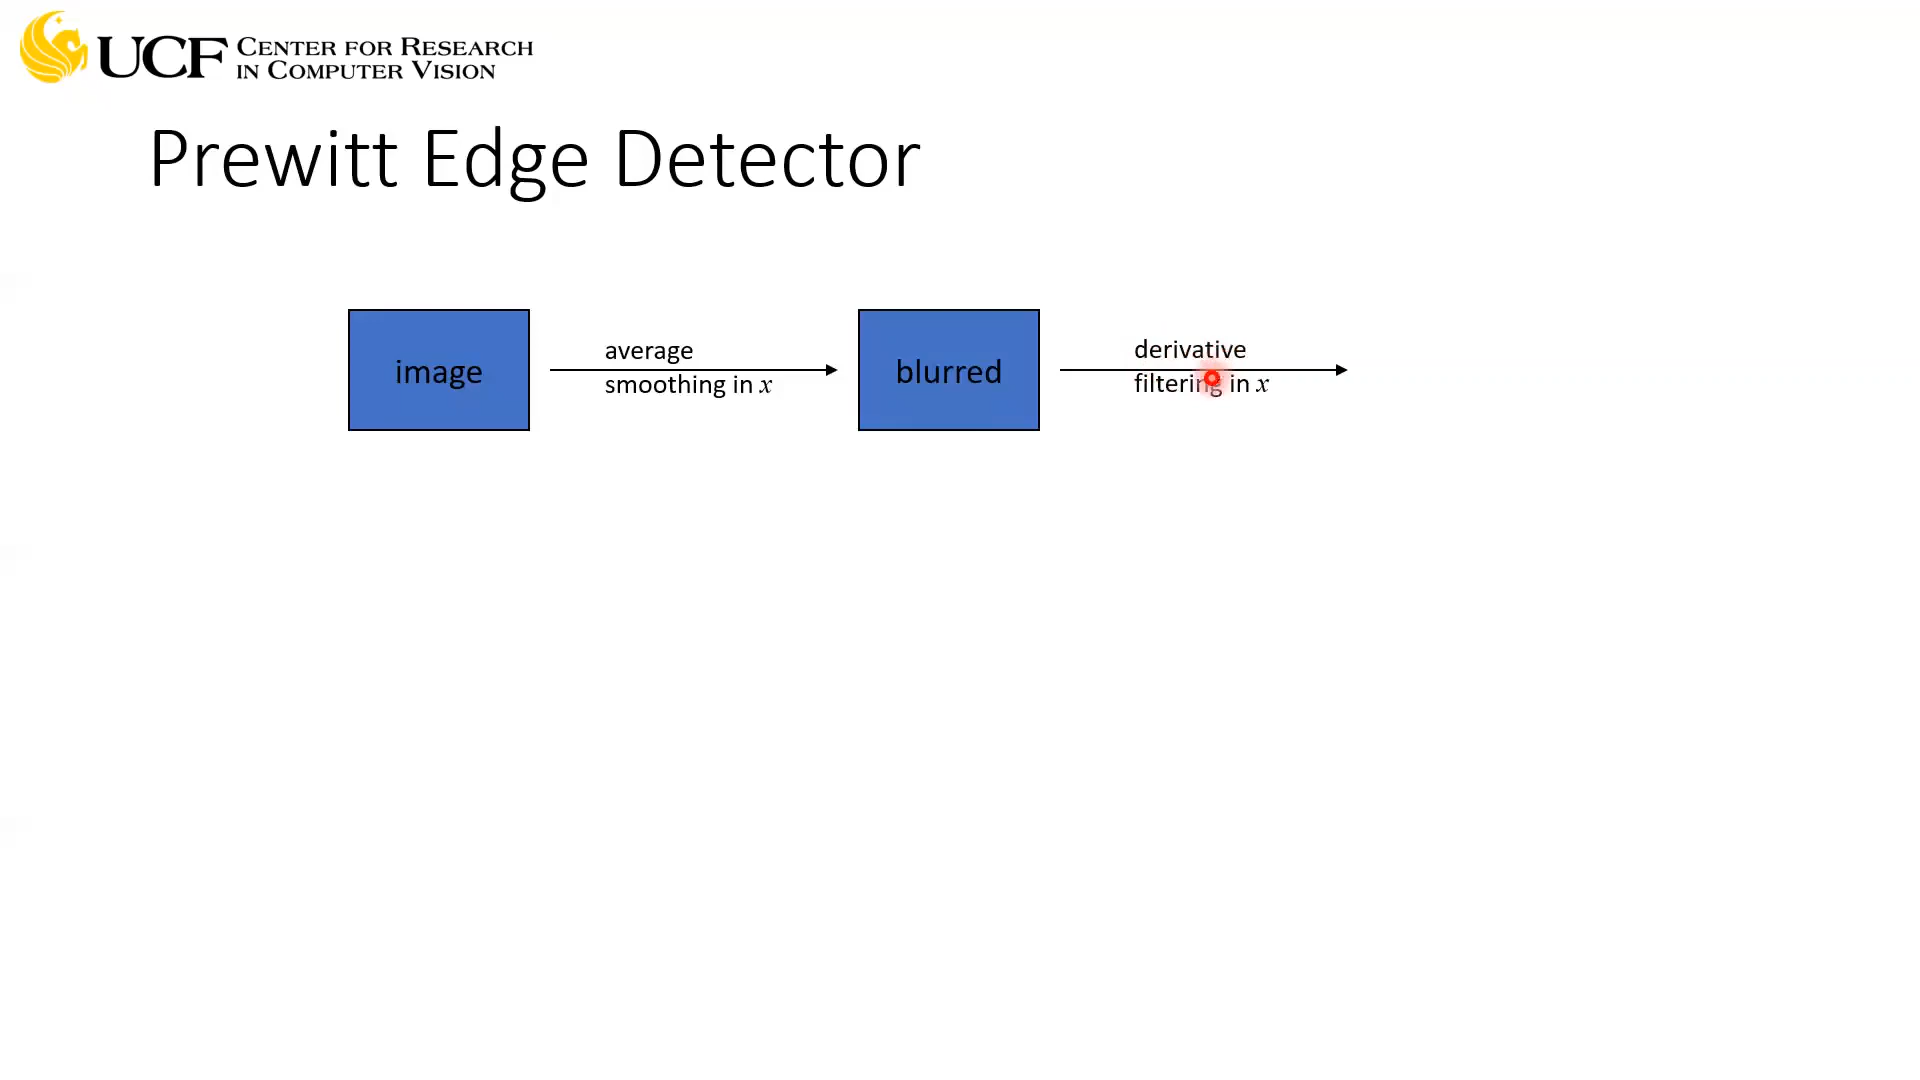 UCF CENTER FOR RESEARCH
IN COMPUTER VISION
Prewitt Edge Detector
image
average
smoothing in x
blurred
derivative
filtering in x